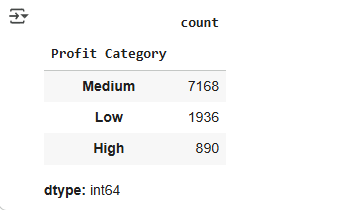 count
Profit Category
Medium 7168
Low 1936
High 890
dtype: int64